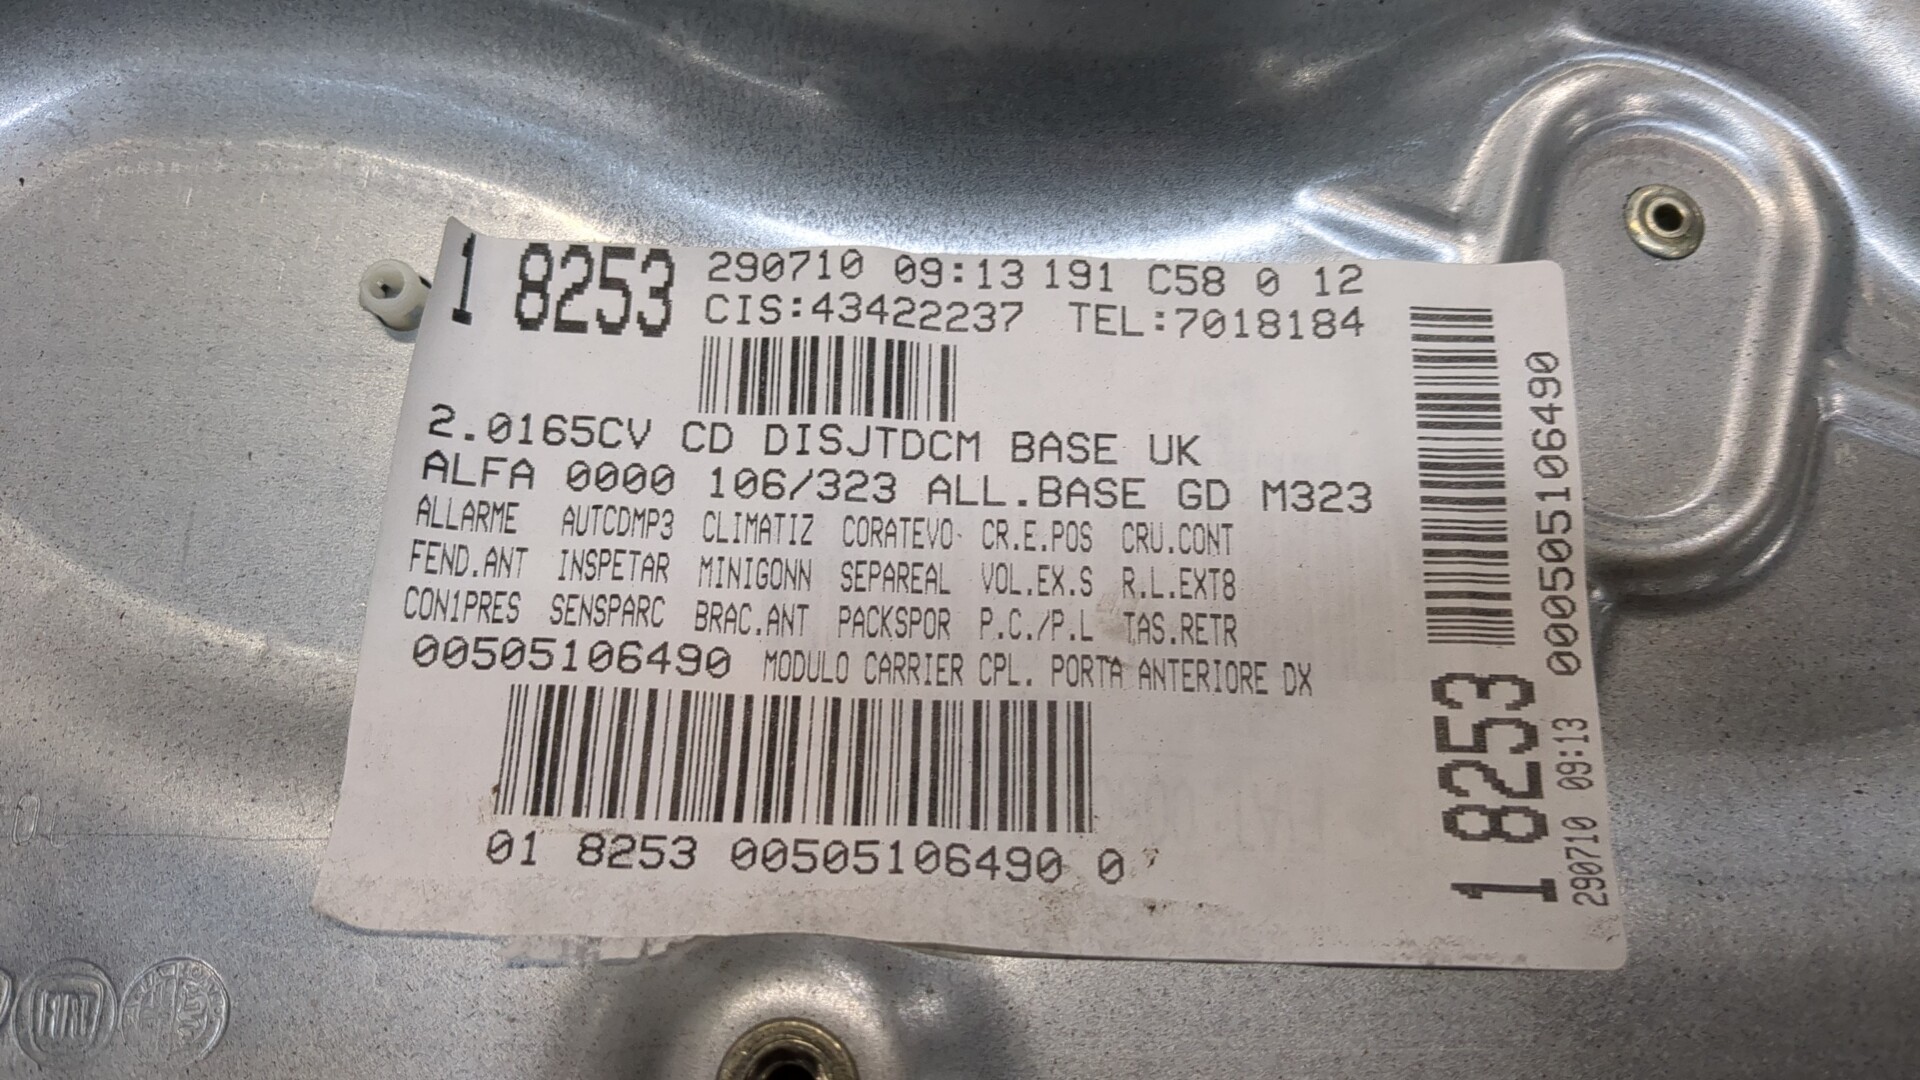 1 8253 290710 09:13 191 C58 0 12
CIS:43422237 TEL:7018184
2.0165CV CD DISJTDCM BASE UK
ALFA 0000 106/323 ALL.BASE GD M323
ALLARME AUTCDMP3 CLIMATIZ CORATEVO CR.E.POS CRU.CONT
FEND.ANT INSPETAR MINIGONN SEPAREAL VOL.EX.S R.L.EXT8
CON1PRES SENSPARC BRAC.ANT PACKSPOR P.C./P.L TAS.RETR
00505106490 MODULO CARRIER CPL. PORTA ANTERIORE DX
01 8253 00505106490 0
1 8253 000505106490
290710 09:13
FIAT